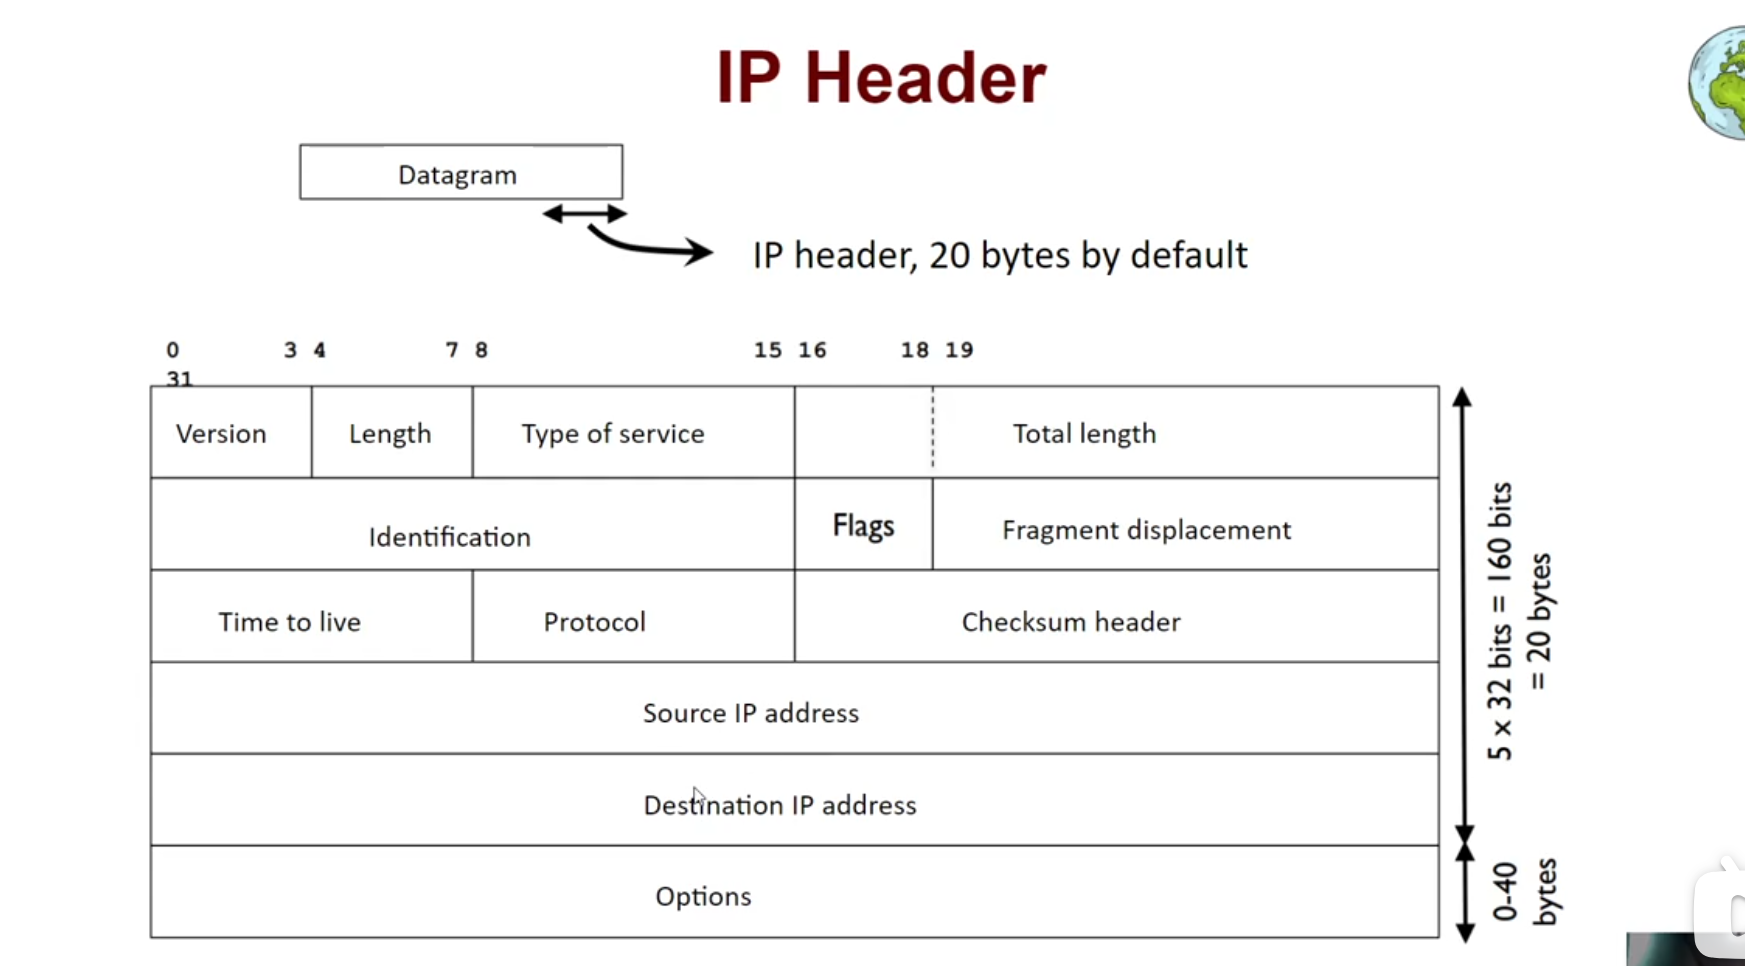 IP Header
Datagram
IP header, 20 bytes by default
0 3 4 7 8 15 16 18 19
31
Version Length Type of service Total length
Identification Flags Fragment displacement
Time to live Protocol Checksum header
Source IP address
Destination IP address
Options
5 x 32 bits = 160 bits
= 20 bytes
0-40
bytes